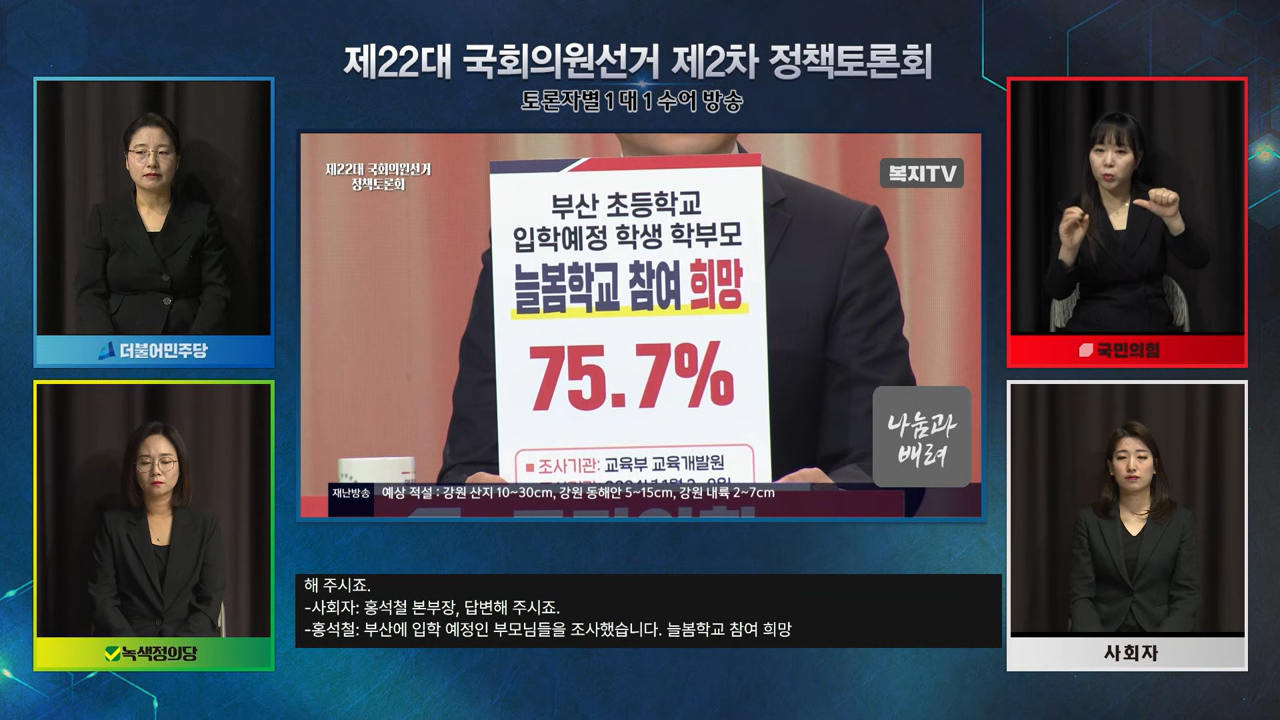 제22대 국회의원선거 제2차 정책토론회
토론자별 1대1 수어 방송
제22대 국회의원선거
정책토론회
복지TV
부산 초등학교
입학예정 학생 학부모
늘봄학교 참여 희망
75.7%
■ 조사기관: 교육부 교육개발원
나눔과
배려
재난방송 예상 적설 : 강원 산지 10~30cm, 강원 동해안 5~15cm, 강원 내륙 2~7cm
더불어민주당
국민의힘
녹색정의당
사회자
해 주시죠.
-사회자: 홍석철 본부장, 답변해 주시죠.
-홍석철: 부산에 입학 예정인 부모님들을 조사했습니다. 늘봄학교 참여 희망